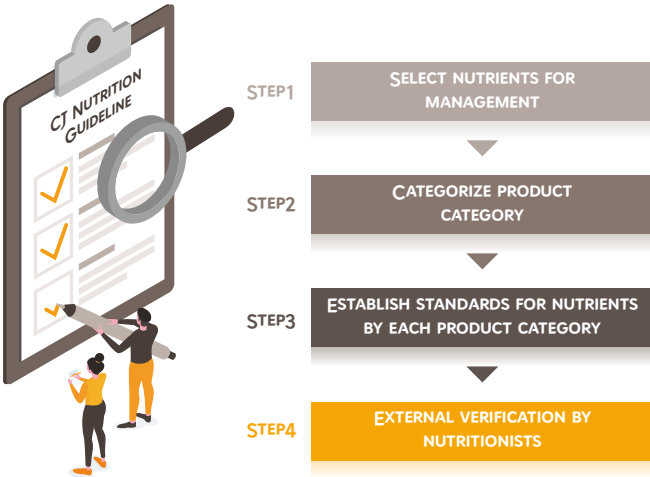 CJ Nutrition
Guideline
Step1
Select nutrients for
management
Step2
Categorize product
category
Step3
Establish standards for nutrients
by each product category
Step4
External verification by
nutritionists